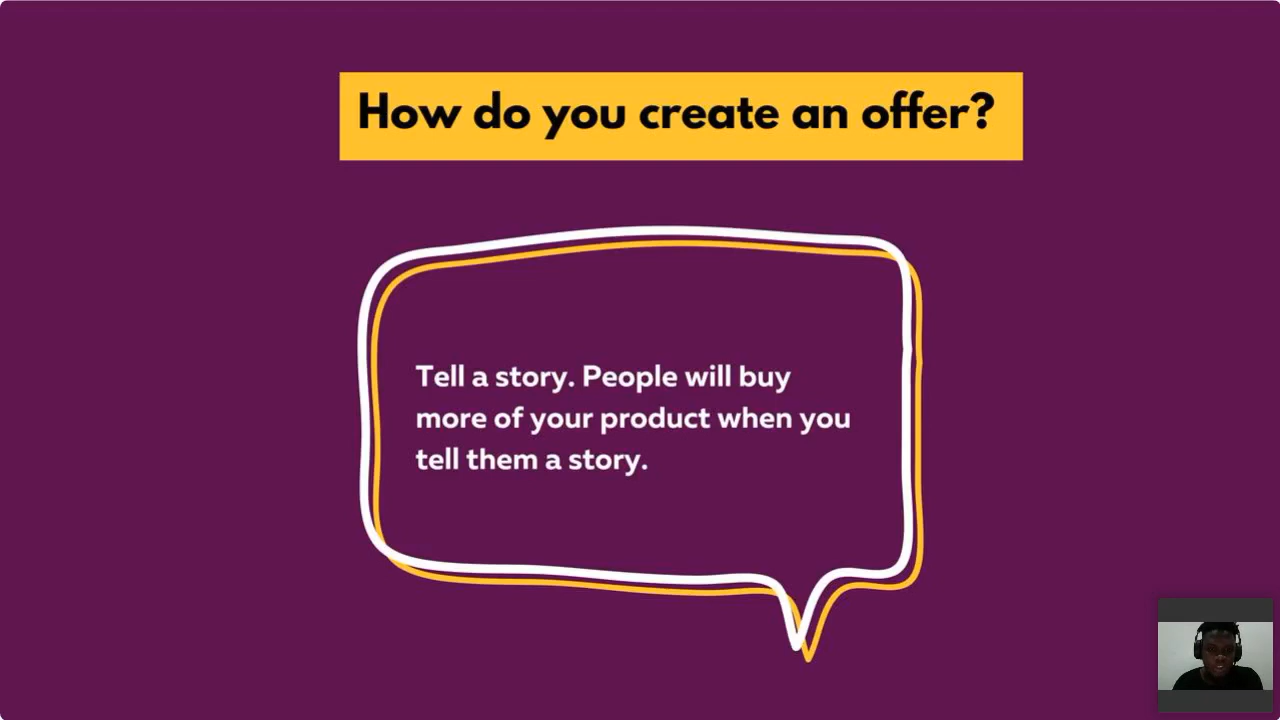 How do you create an offer?
Tell a story. People will buy
more of your product when you
tell them a story.